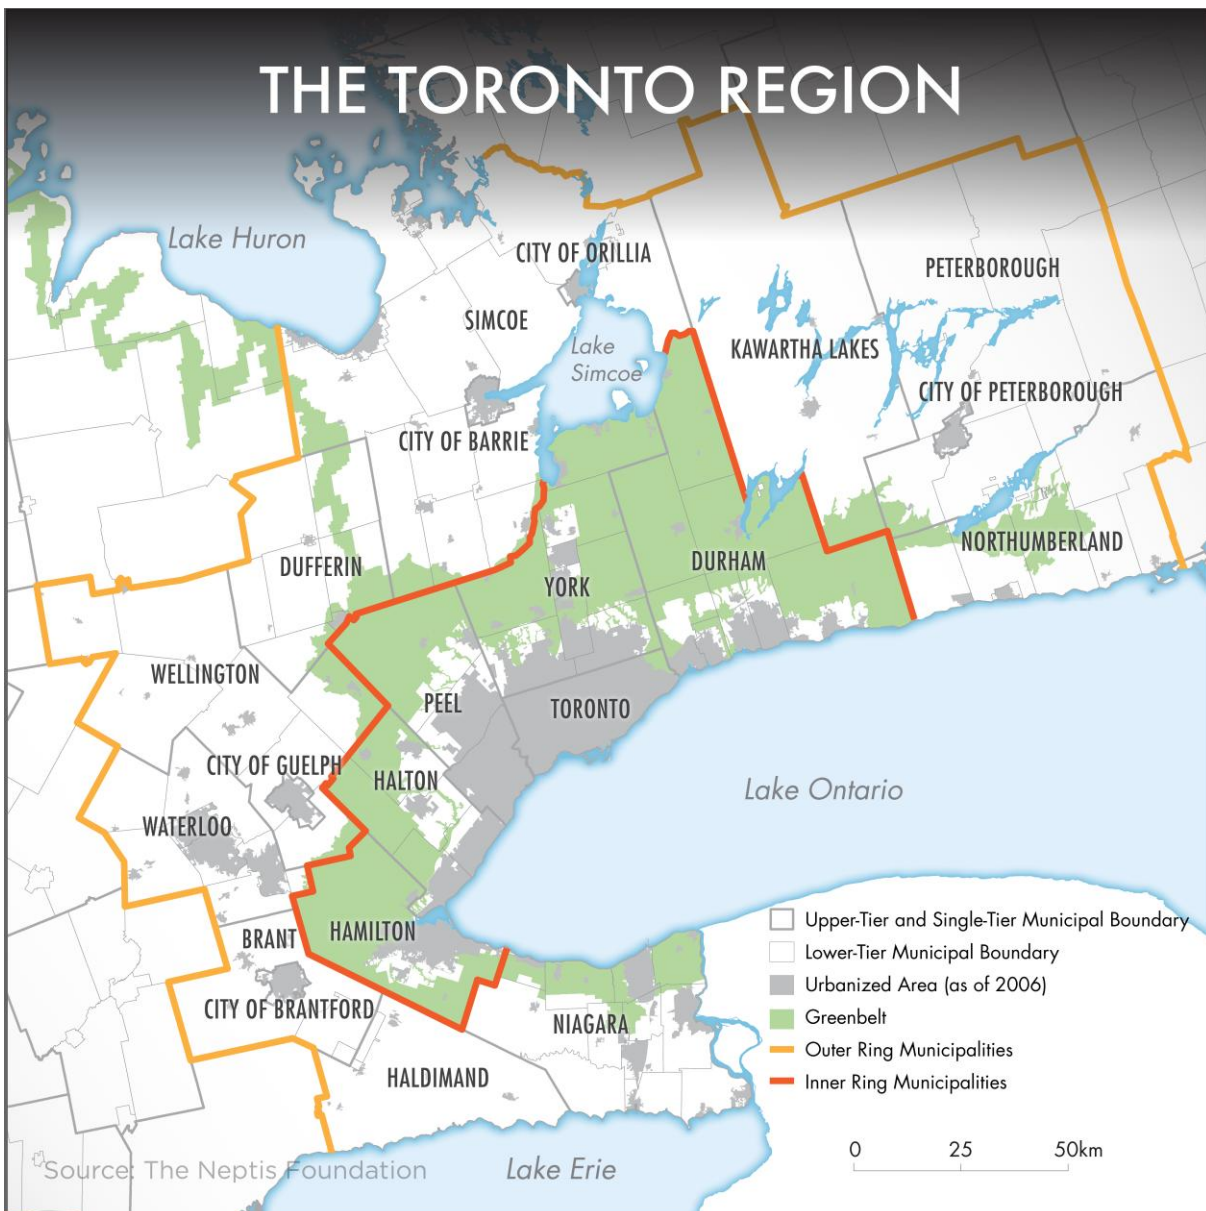 THE TORONTO REGION
Lake Huron
CITY OF ORILLIA
PETERBOROUGH
SIMCOE
Lake
Simcoe
KAWARTHA LAKES
CITY OF PETERBOROUGH
CITY OF BARRIE
NORTHUMBERLAND
DUFFERIN
DURHAM
YORK
WELLINGTON
PEEL
TORONTO
CITY OF GUELPH
HALTON
Lake Ontario
WATERLOO
BRANT
HAMILTON
CITY OF BRANTFORD
NIAGARA
HALDIMAND
Upper-Tier and Single-Tier Municipal Boundary
Lower-Tier Municipal Boundary
Urbanized Area (as of 2006)
Greenbelt
Outer Ring Municipalities
Inner Ring Municipalities
0 25 50km
Source: The Neptis Foundation
Lake Erie